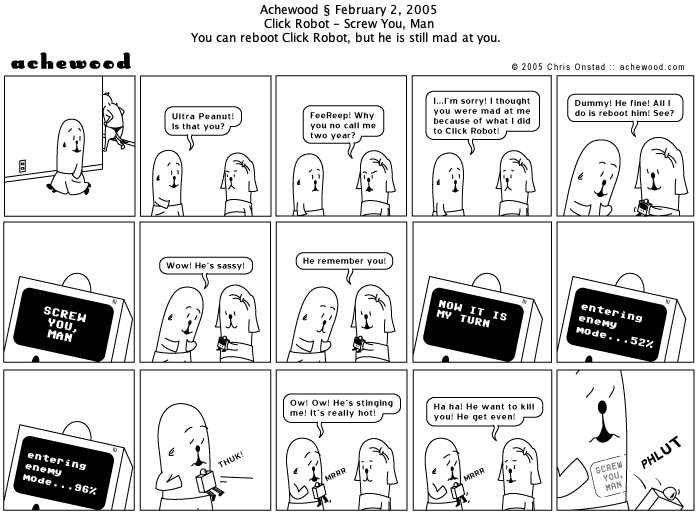 Achewood § February 2, 2005
Click Robot - Screw You, Man
You can reboot Click Robot, but he is still mad at you.
achewood
© 2005 Chris Onstad :: achewood.com
Ultra Peanut!
Is that you?
FeeReep! Why
you no call me
two year?
I...I'm sorry! I thought
you were mad at me
because of what I did
to Click Robot!
Dummy! He fine! All I
do is reboot him! See?
SCREW
YOU,
MAN
Wow! He's sassy!
He remember you!
NOW IT IS
MY TURN
entering
enemy
mode...52%
entering
enemy
mode...96%
THUK!
Ow! Ow! He's stinging
me! It's really hot!
MRRR
Ha ha! He want to kill
you! He get even!
MRRR
SCREW
YOU,
MAN
PHLUT